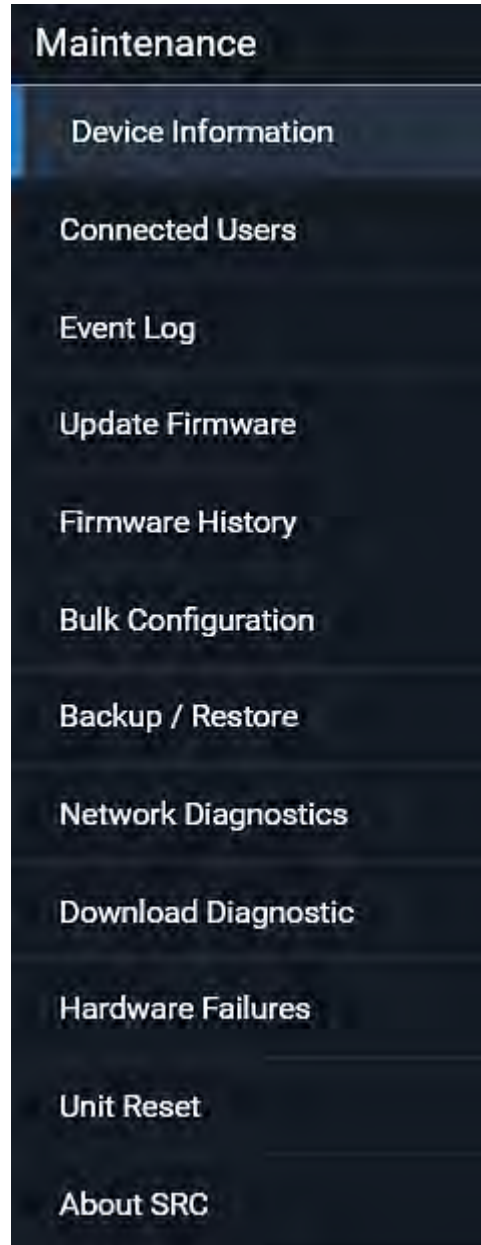 Maintenance
Device Information
Connected Users
Event Log
Update Firmware
Firmware History
Bulk Configuration
Backup / Restore
Network Diagnostics
Download Diagnostic
Hardware Failures
Unit Reset
About SRC